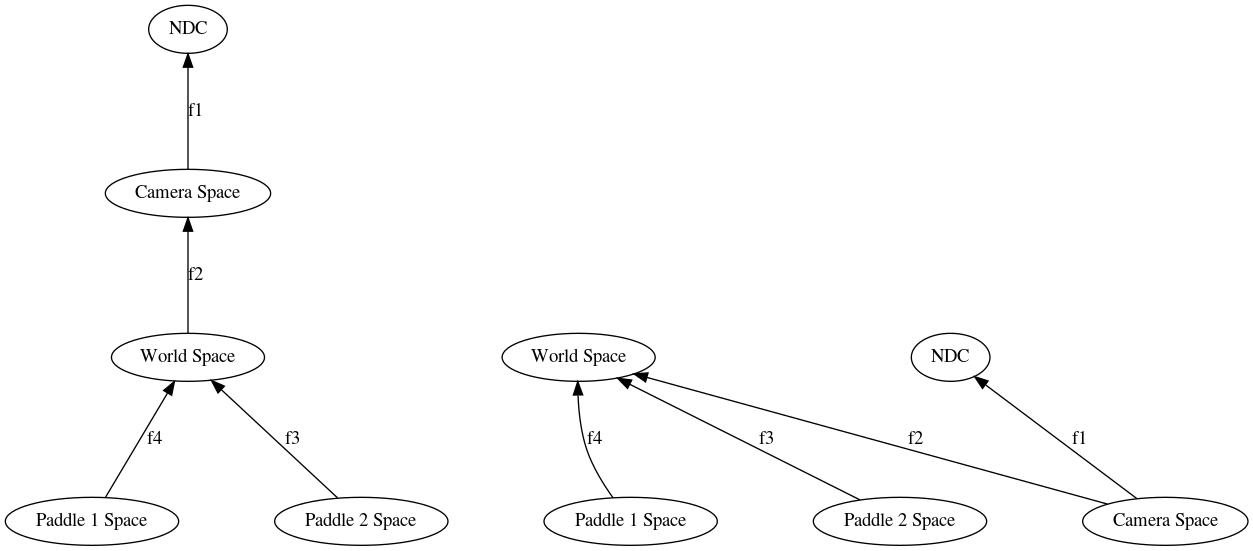 NDC
f1
Camera Space
f2
World Space
f4
f3
Paddle 1 Space
Paddle 2 Space
World Space
NDC
f4
f3
f2
f1
Paddle 1 Space
Paddle 2 Space
Camera Space